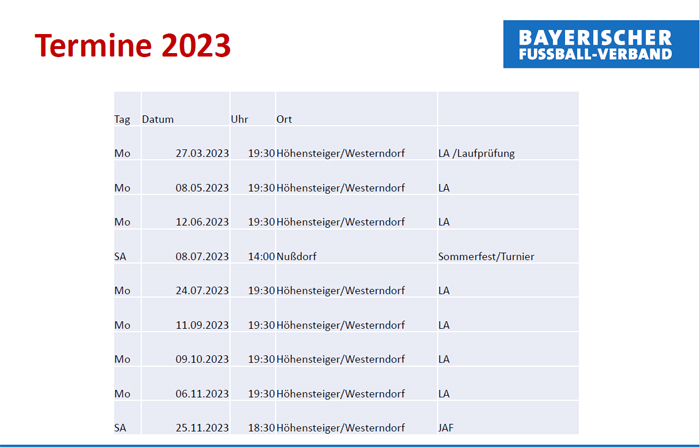 Termine 2023
BAYERISCHER
FUSSBALL-VERBAND
Tag Datum Uhr Ort
Mo 27.03.2023 19:30 Höhensteiger/Westerndorf LA /Laufprüfung
Mo 08.05.2023 19:30 Höhensteiger/Westerndorf LA
Mo 12.06.2023 19:30 Höhensteiger/Westerndorf LA
SA 08.07.2023 14:00 Nußdorf Sommerfest/Turnier
Mo 24.07.2023 19:30 Höhensteiger/Westerndorf LA
Mo 11.09.2023 19:30 Höhensteiger/Westerndorf LA
Mo 09.10.2023 19:30 Höhensteiger/Westerndorf LA
Mo 06.11.2023 19:30 Höhensteiger/Westerndorf LA
SA 25.11.2023 18:30 Höhensteiger/Westerndorf JAF